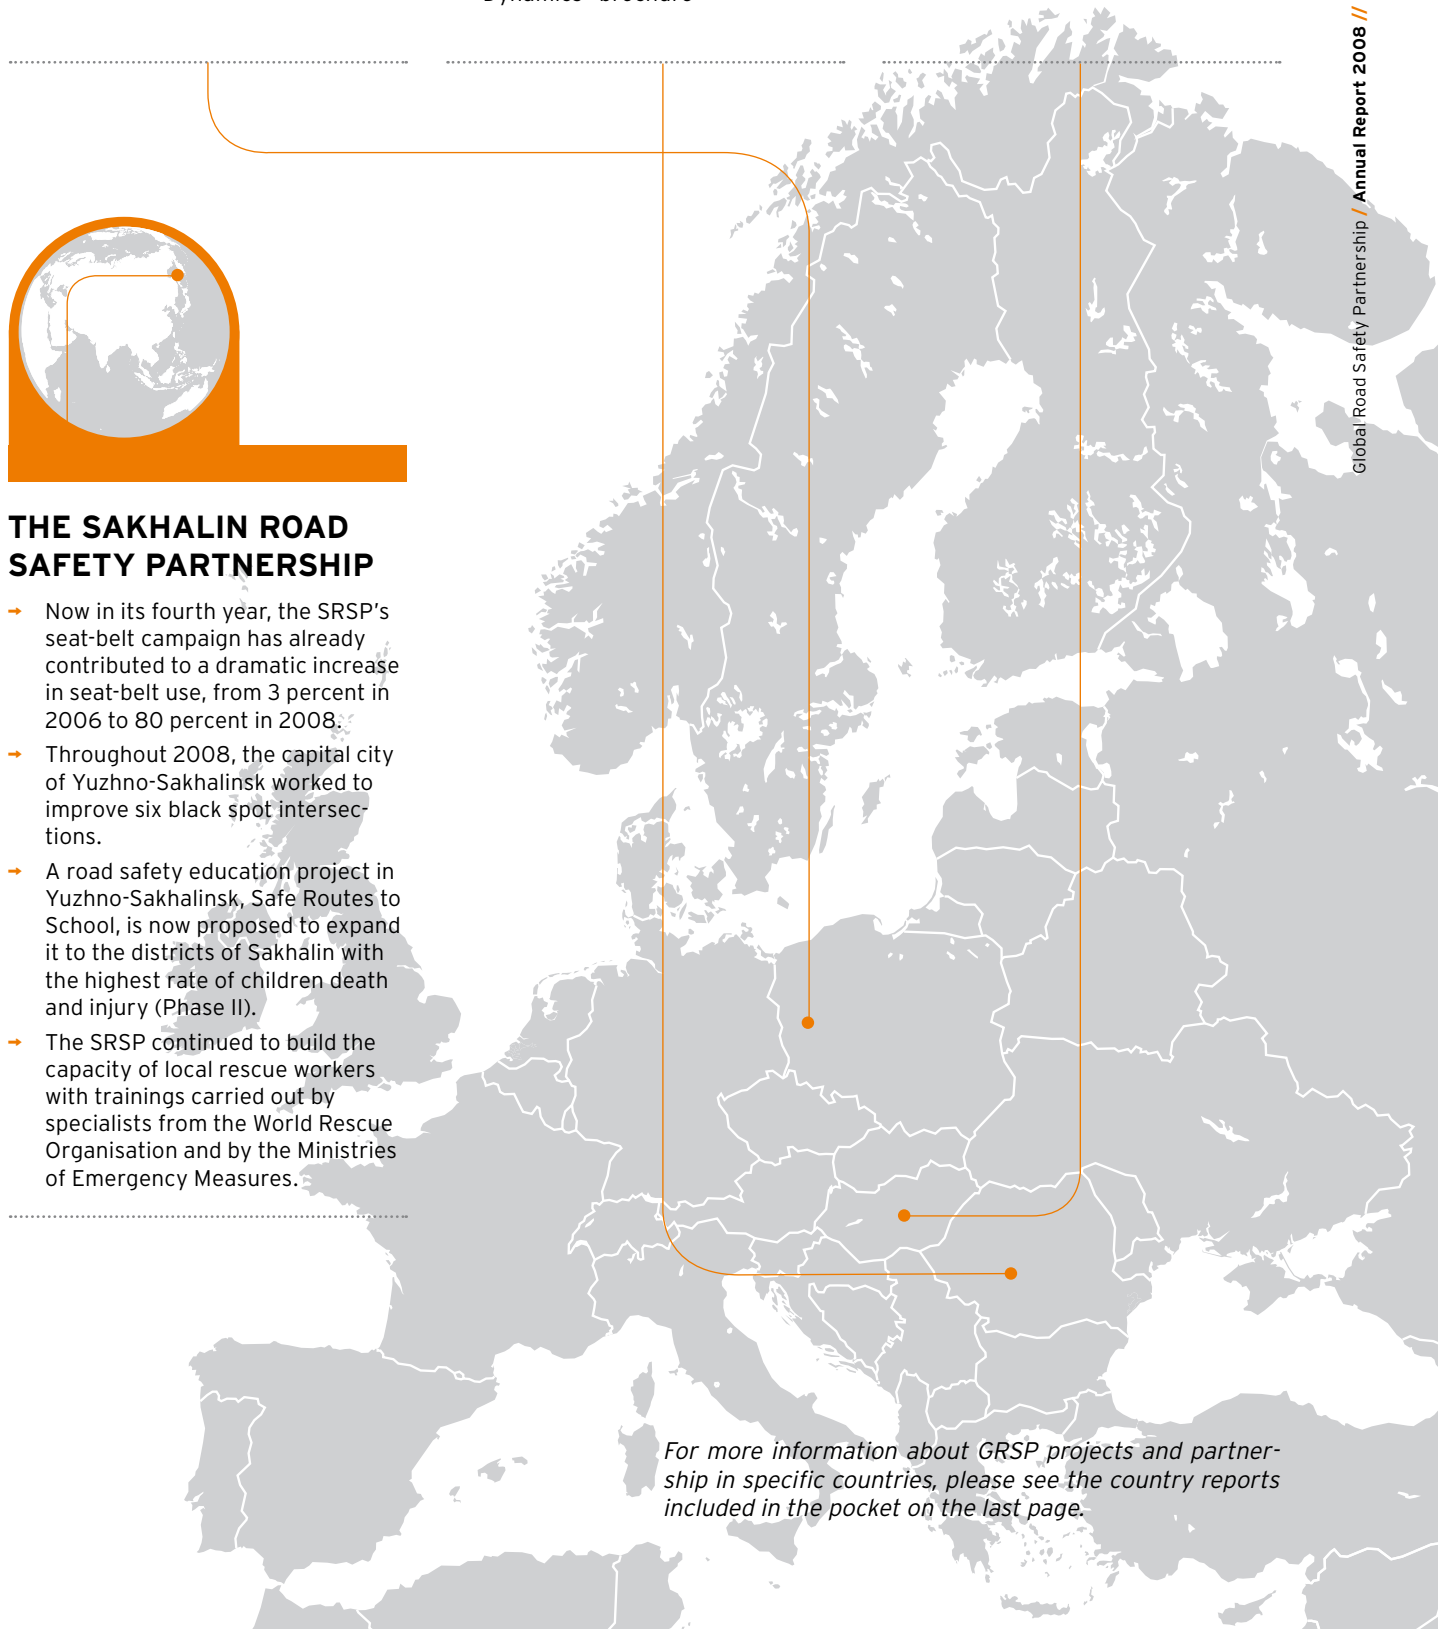 Global Road Safety Partnership / Annual Report 2008 //
THE SAKHALIN ROAD
SAFETY PARTNERSHIP
→ Now in its fourth year, the SRSP's
seat-belt campaign has already
contributed to a dramatic increase
in seat-belt use, from 3 percent in
2006 to 80 percent in 2008.
→ Throughout 2008, the capital city
of Yuzhno-Sakhalinsk worked to
improve six black spot intersec-
tions.
→ A road safety education project in
Yuzhno-Sakhalinsk, Safe Routes to
School, is now proposed to expand
it to the districts of Sakhalin with
the highest rate of children death
and injury (Phase II).
→ The SRSP continued to build the
capacity of local rescue workers
with trainings carried out by
specialists from the World Rescue
Organisation and by the Ministries
of Emergency Measures.
For more information about GRSP projects and partner-
ship in specific countries, please see the country reports
included in the pocket on the last page.